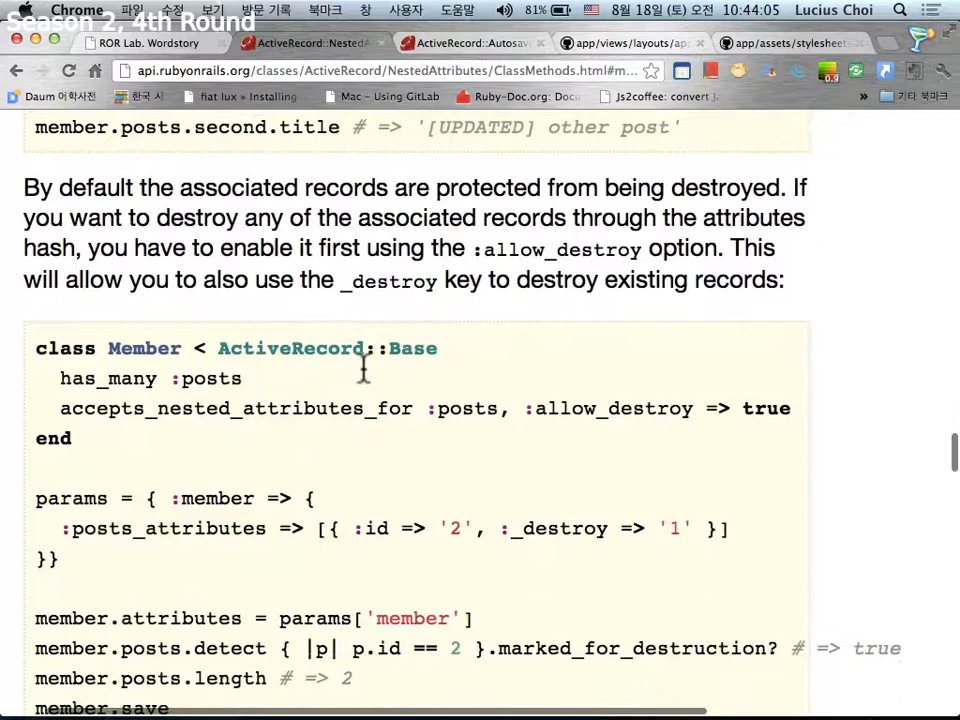 Chrome 파일 수정 보기 방문 기록 북마크 창 사용자 도움말 81% 8월 18일(토) 오전 10:44:05 Lucius Choi
Season 2, 4th Round
ROR Lab. Wordstory ActiveRecord::Nested ActiveRecord::Autosav app/views/layouts/ap app/assets/stylesheet
api.rubyonrails.org/classes/ActiveRecord/NestedAttributes/ClassMethods.html#m... 0.9
Daum 어학사전 한국 시 fiat lux » Installing Mac - Using GitLab Ruby-Doc.org: Docu Js2coffee: convert J » 기타 북마크
member.posts.second.title # => '[UPDATED] other post'
By default the associated records are protected from being destroyed. If
you want to destroy any of the associated records through the attributes
hash, you have to enable it first using the :allow_destroy option. This
will allow you to also use the _destroy key to destroy existing records:
class Member < ActiveRecord::Base
has_many :posts
accepts_nested_attributes_for :posts, :allow_destroy => true
end
params = { :member => {
:posts_attributes => [{ :id => '2', :_destroy => '1' }]
}}
member.attributes = params['member']
member.posts.detect { |p| p.id == 2 }.marked_for_destruction? # => true
member.posts.length # => 2
member.save